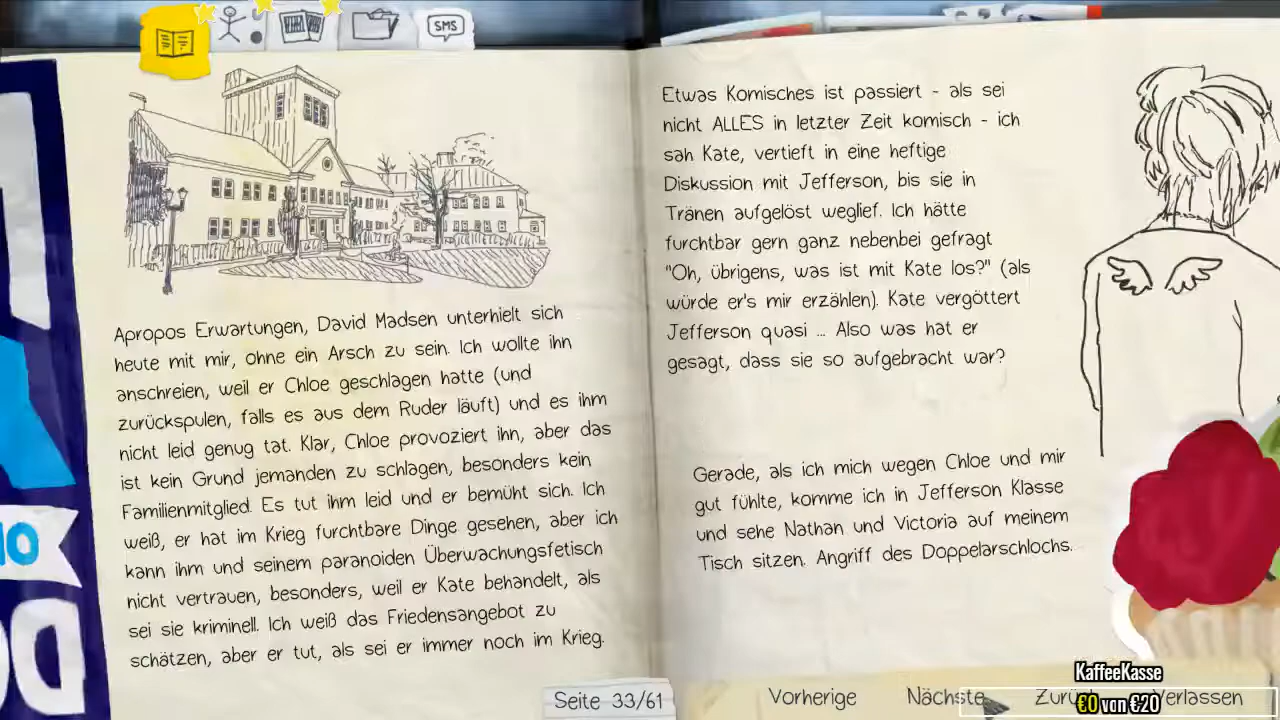 SMS
Apropos Erwartungen, David Madsen unterhielt sich
heute mit mir, ohne ein Arsch zu sein. Ich wollte ihn
anschreien, weil er Chloe geschlagen hatte (und
zurückspulen, falls es aus dem Ruder läuft) und es ihm
nicht leid genug tat. Klar, Chloe provoziert ihn, aber das
ist kein Grund jemanden zu schlagen, besonders kein
Familienmitglied. Es tut ihm leid und er bemüht sich. Ich
weiß, er hat im Krieg furchtbare Dinge gesehen, aber ich
kann ihm und seinem paranoiden Überwachungsfetisch
nicht vertrauen, besonders, weil er Kate behandelt, als
sei sie kriminell. Ich weiß das Friedensangebot zu
schätzen, aber er tut, als sei er immer noch im Krieg.
Etwas Komisches ist passiert - als sei
nicht ALLES in letzter Zeit komisch - ich
sah Kate, vertieft in eine heftige
Diskussion mit Jefferson, bis sie in
Tränen aufgelöst weglief. Ich hätte
furchtbar gern ganz nebenbei gefragt
"Oh, übrigens, was ist mit Kate los?" (als
würde er's mir erzählen). Kate vergöttert
Jefferson quasi ... Also was hat er
gesagt, dass sie so aufgebracht war?
Gerade, als ich mich wegen Chloe und mir
gut fühlte, komme ich in Jefferson Klasse
und sehe Nathan und Victoria auf meinem
Tisch sitzen. Angriff des Doppelarschlochs.
Seite 33/61
Vorherige
Nächste
Verlassen
KaffeeKasse
€0 von €20